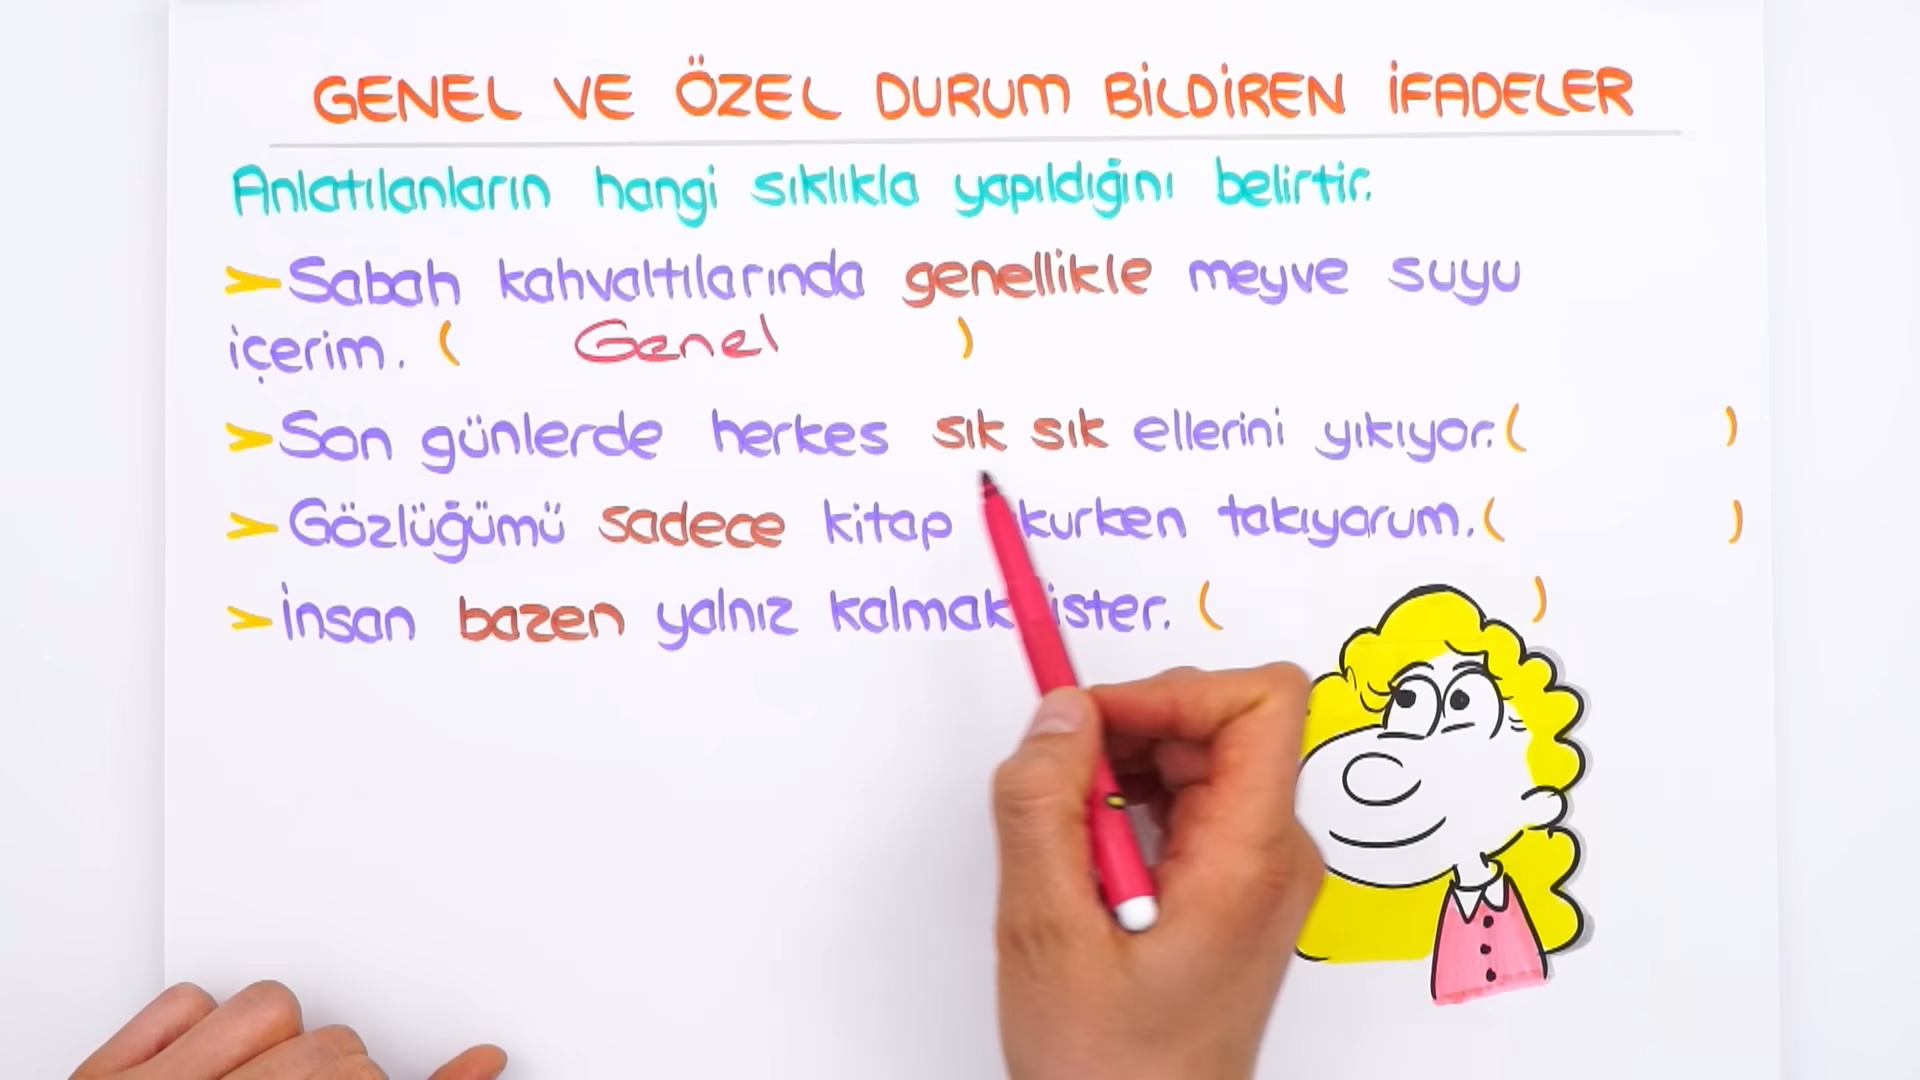 GENEL VE ÖZEL DURUM BİLDİREN İFADELER
Anlatılanların hangi sıklıkla yapıldığını belirtir.
➤Sabah kahvaltılarında genellikle meyve suyu
içerim. ( Genel )
➤Son günlerde herkes sık sık ellerini yıkıyor. ( )
➤Gözlüğümü sadece kitap kurken takıyorum. ( )
➤İnsan bazen yalnız kalmak ister. ( )